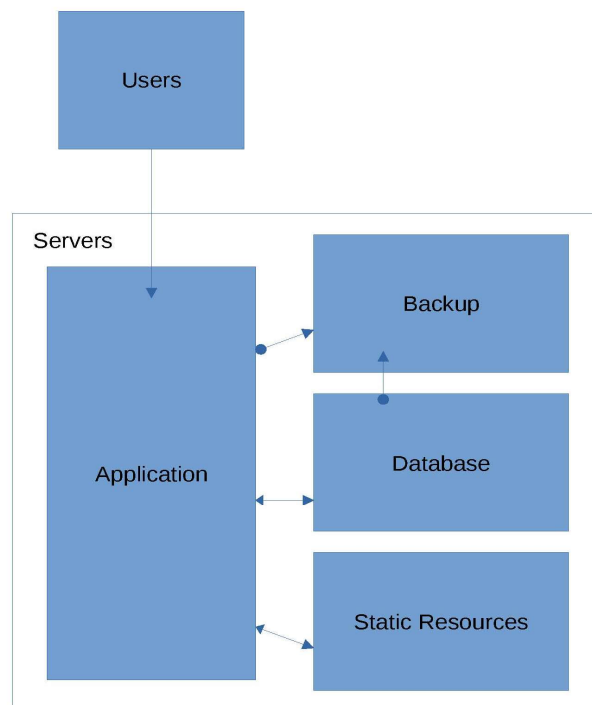 Users
Servers
Backup
Application
Database
Static Resources